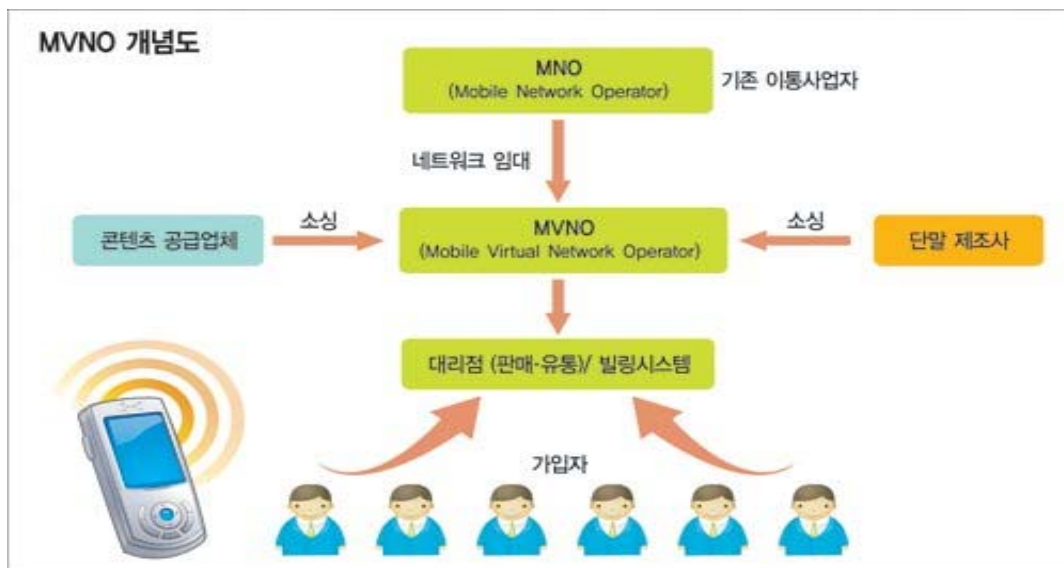 MVNO 개념도
MNO
(Mobile Network Operator)
기존 이통사업자
네트워크 임대
콘텐츠 공급업체
소싱
MVNO
(Mobile Virtual Network Operator)
소싱
단말 제조사
대리점 (판매-유통)/ 빌링시스템
가입자